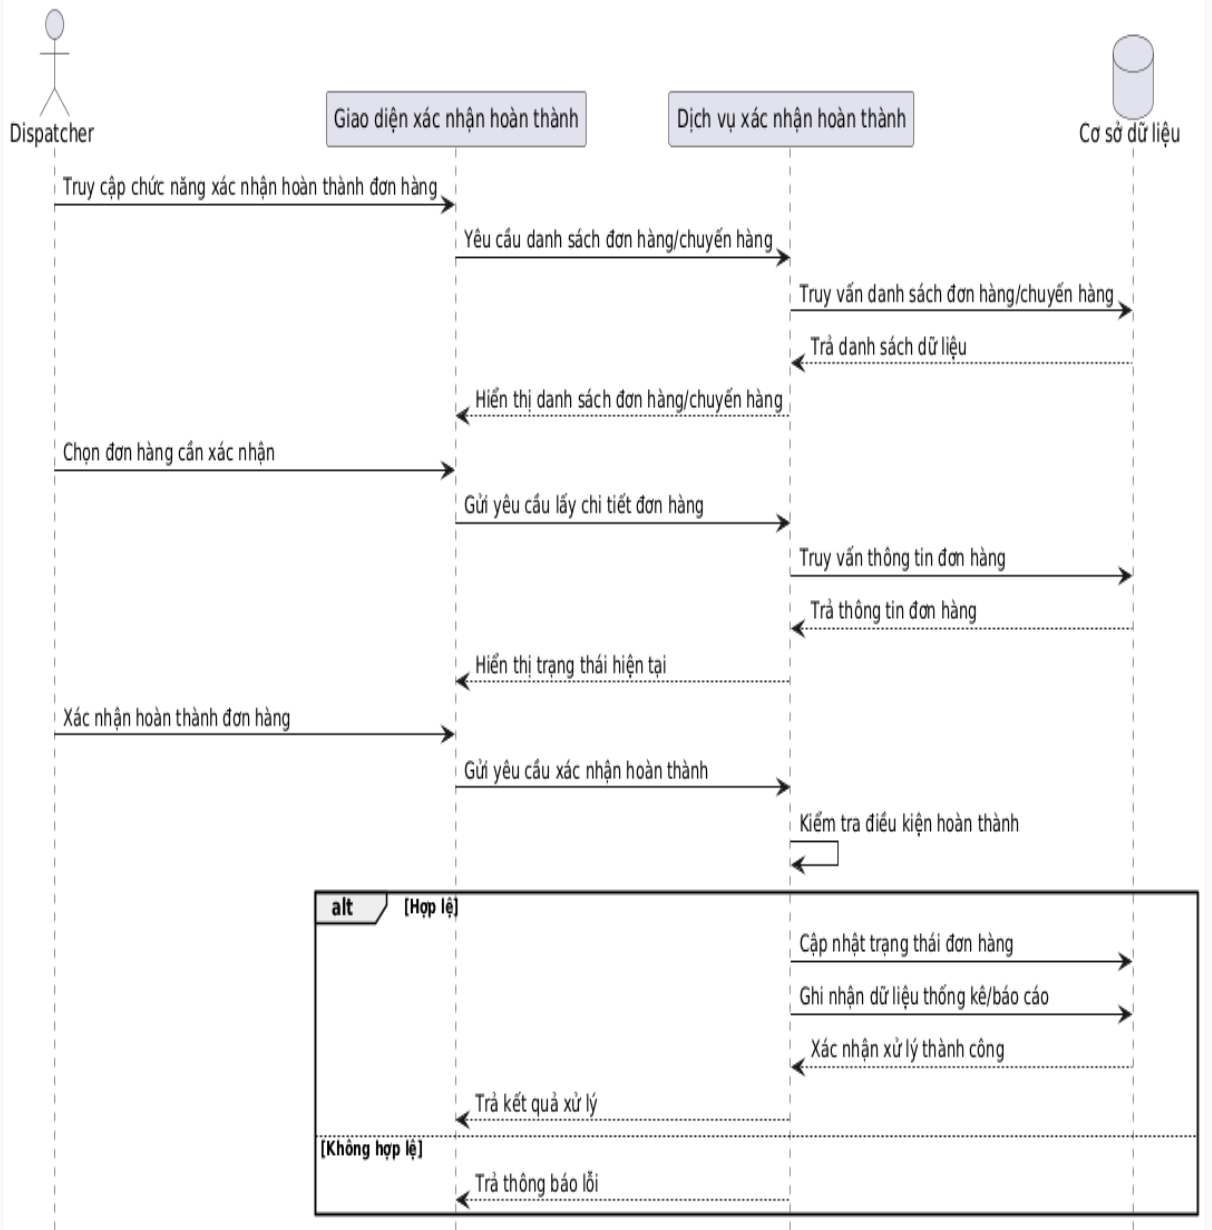 Dispatcher
Giao diện xác nhận hoàn thành
Dịch vụ xác nhận hoàn thành
Cơ sở dữ liệu
Truy cập chức năng xác nhận hoàn thành đơn hàng
Yêu cầu danh sách đơn hàng/chuyến hàng
Truy vấn danh sách đơn hàng/chuyến hàng
Trả danh sách dữ liệu
Hiển thị danh sách đơn hàng/chuyến hàng
Chọn đơn hàng cần xác nhận
Gửi yêu cầu lấy chi tiết đơn hàng
Truy vấn thông tin đơn hàng
Trả thông tin đơn hàng
Hiển thị trạng thái hiện tại
Xác nhận hoàn thành đơn hàng
Gửi yêu cầu xác nhận hoàn thành
Kiểm tra điều kiện hoàn thành
alt [Hợp lệ]
Cập nhật trạng thái đơn hàng
Ghi nhận dữ liệu thống kê/báo cáo
Xác nhận xử lý thành công
Trả kết quả xử lý
[Không hợp lệ]
Trả thông báo lỗi